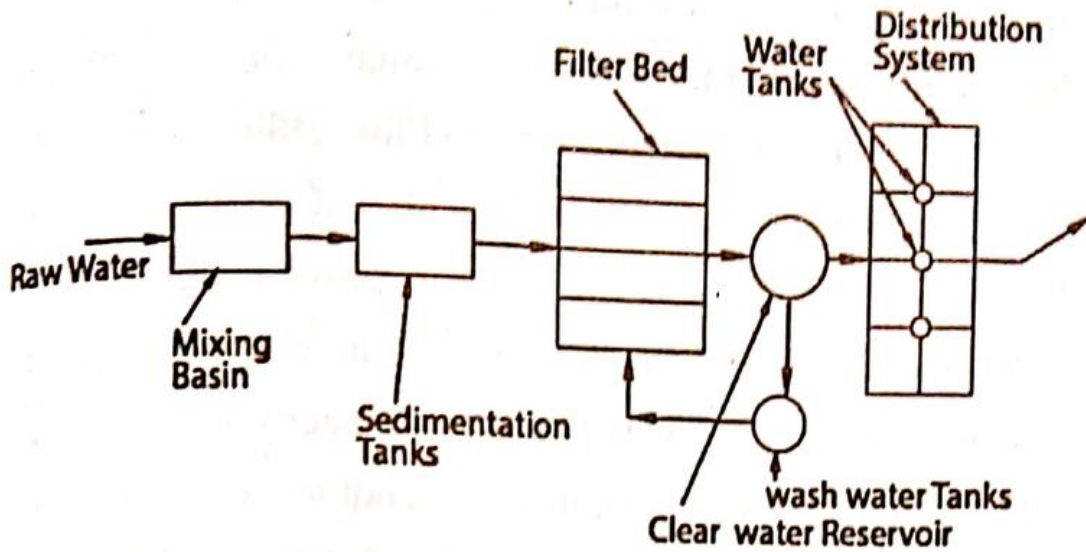 Raw Water
Mixing
Basin
Sedimentation
Tanks
Filter Bed
Water
Tanks
Distribution
System
wash water Tanks
Clear water Reservoir